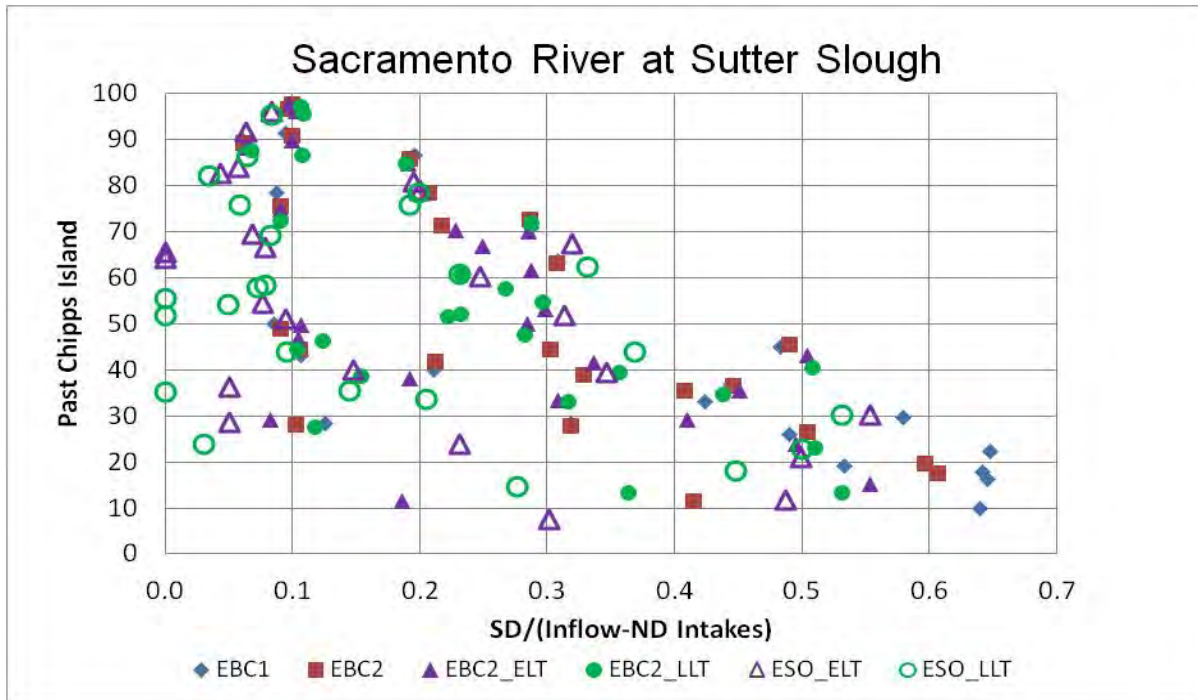 Sacramento River at Sutter Slough
100
90
80
70
60
50
40
30
20
10
0
Past Chipps Island
0.0 0.1 0.2 0.3 0.4 0.5 0.6 0.7
SD/(Inflow-ND Intakes)
EBC1 EBC2 EBC2_ELT EBC2_LLT ESO_ELT ESO_LLT